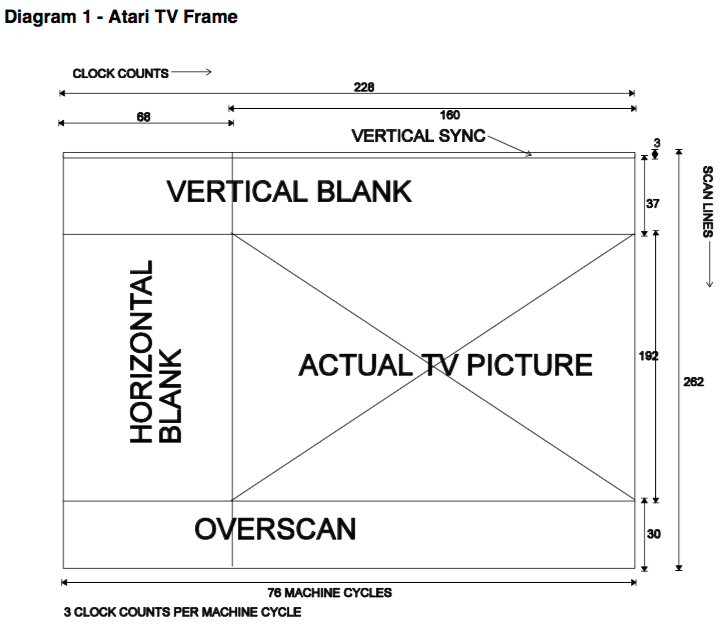 Diagram 1 - Atari TV Frame
CLOCK COUNTS
228
160
68
VERTICAL SYNC
3
VERTICAL BLANK
37
SCAN LINES
HORIZONTAL
BLANK
ACTUAL TV PICTURE
192
262
OVERSCAN
30
76 MACHINE CYCLES
3 CLOCK COUNTS PER MACHINE CYCLE